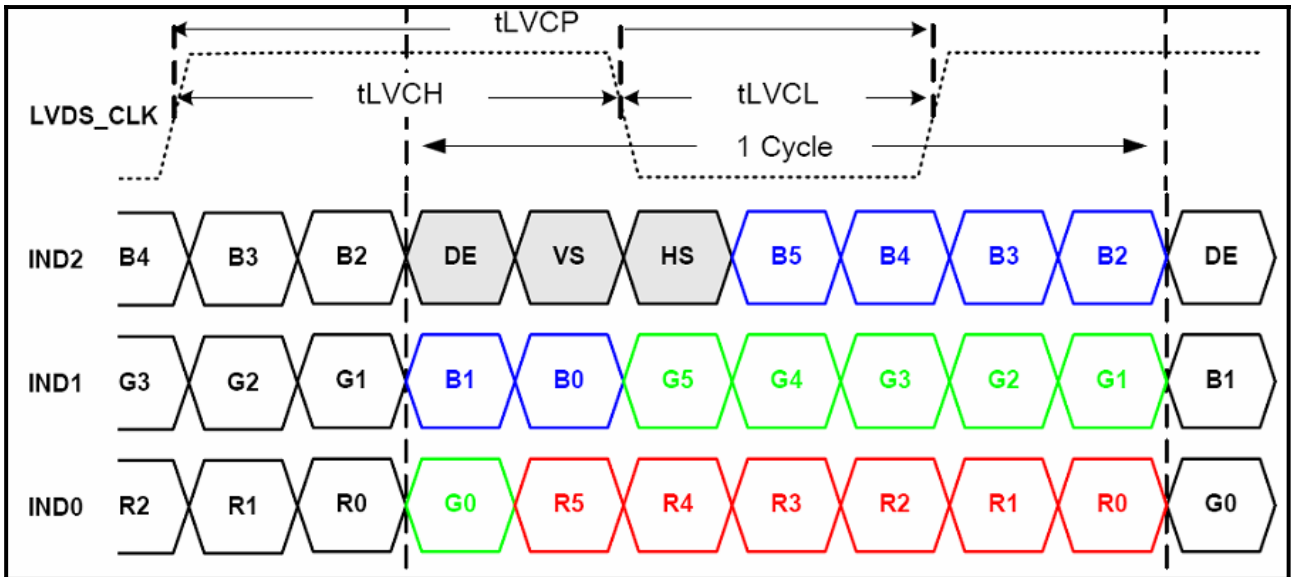 tLVCP
tLVCH
tLVCL
LVDS_CLK
1 Cycle
IND2 B4 B3 B2 DE VS HS B5 B4 B3 B2 DE
IND1 G3 G2 G1 B1 B0 G5 G4 G3 G2 G1 B1
IND0 R2 R1 R0 G0 R5 R4 R3 R2 R1 R0 G0